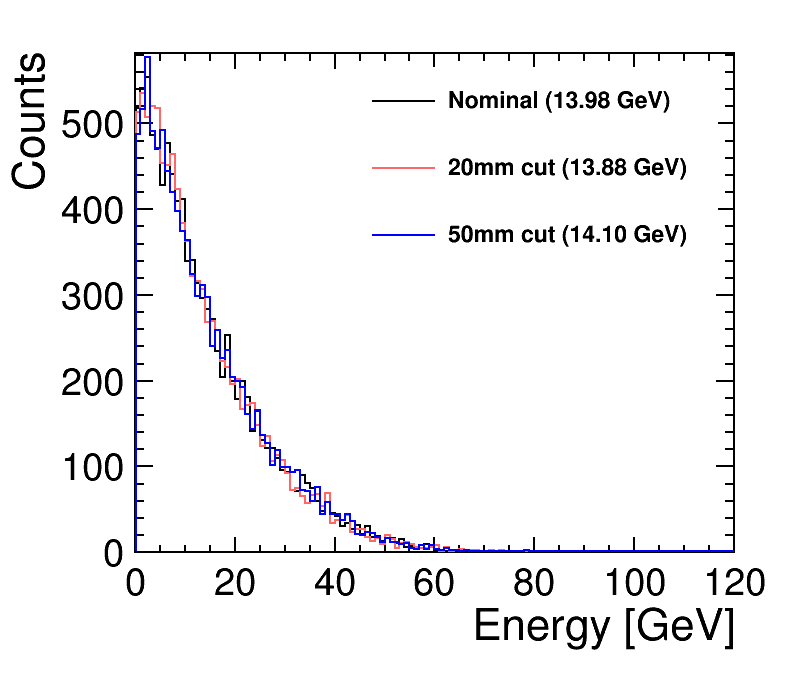 Counts
500
400
300
200
100
0
Nominal (13.98 GeV)
20mm cut (13.88 GeV)
50mm cut (14.10 GeV)
0 20 40 60 80 100 120
Energy [GeV]